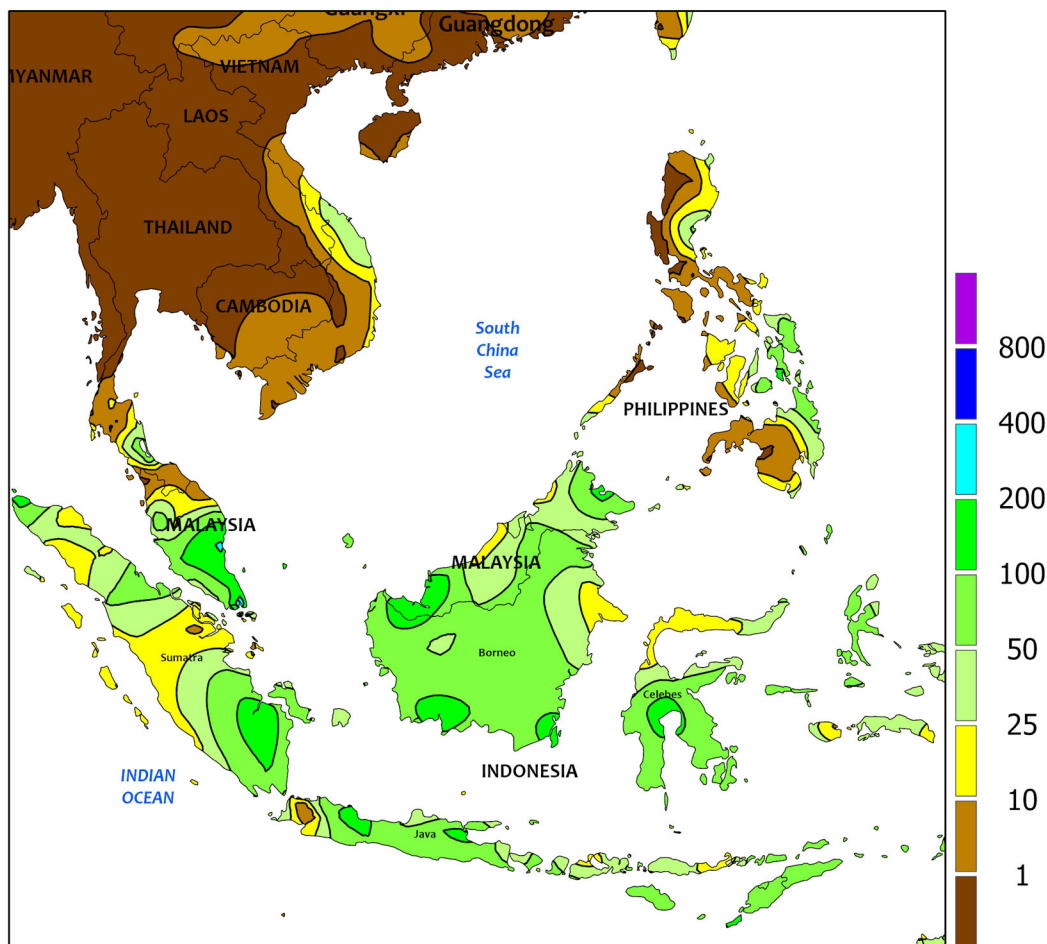 Guangxi
Guangdong
VIETNAM
MYANMAR
LAOS
THAILAND
CAMBODIA
South
China
Sea
PHILIPPINES
MALAYSIA
MALAYSIA
Sumatra
Borneo
Celebes
INDIAN
OCEAN
INDONESIA
Java
800
400
200
100
50
25
10
1